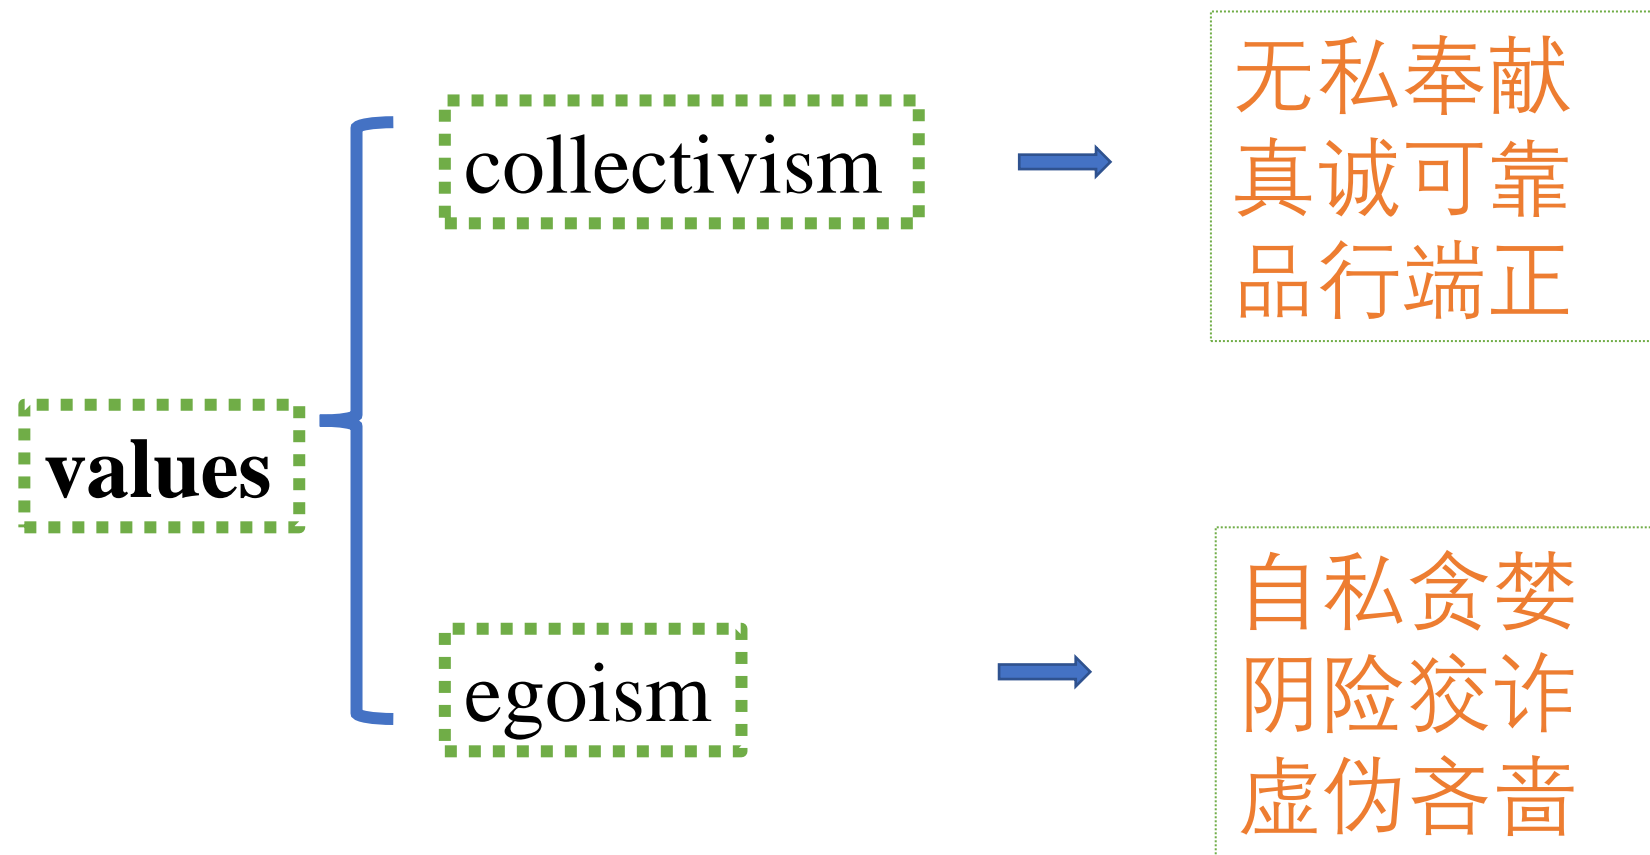 values
collectivism
无私奉献
真诚可靠
品行端正
egoism
自私贪婪
阴险狡诈
虚伪吝啬